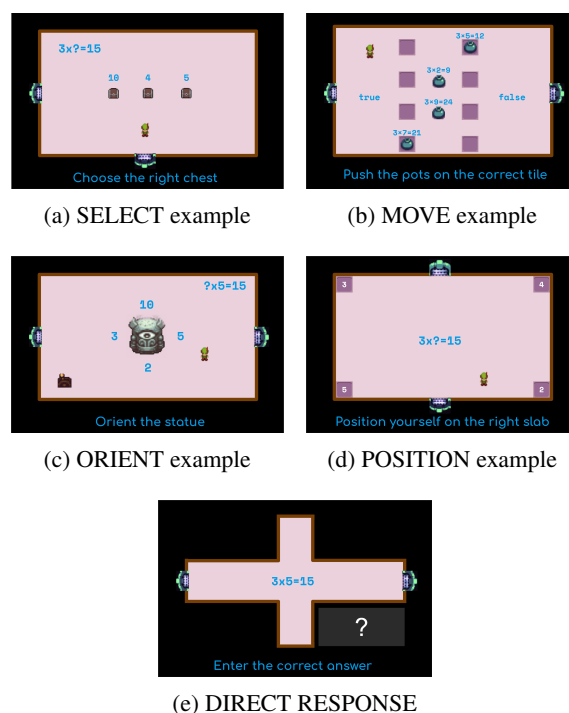 3x?=15
10 4 5
Choose the right chest
(a) SELECT example
3×5=12
3×2=9
true
false
3×9=24
3×7=21
Push the pots on the correct tile
(b) MOVE example
?x5=15
10
3 5
2
Orient the statue
(c) ORIENT example
3 4
3x?=15
5 2
Position yourself on the right slab
(d) POSITION example
3x5=15
?
Enter the correct answer
(e) DIRECT RESPONSE